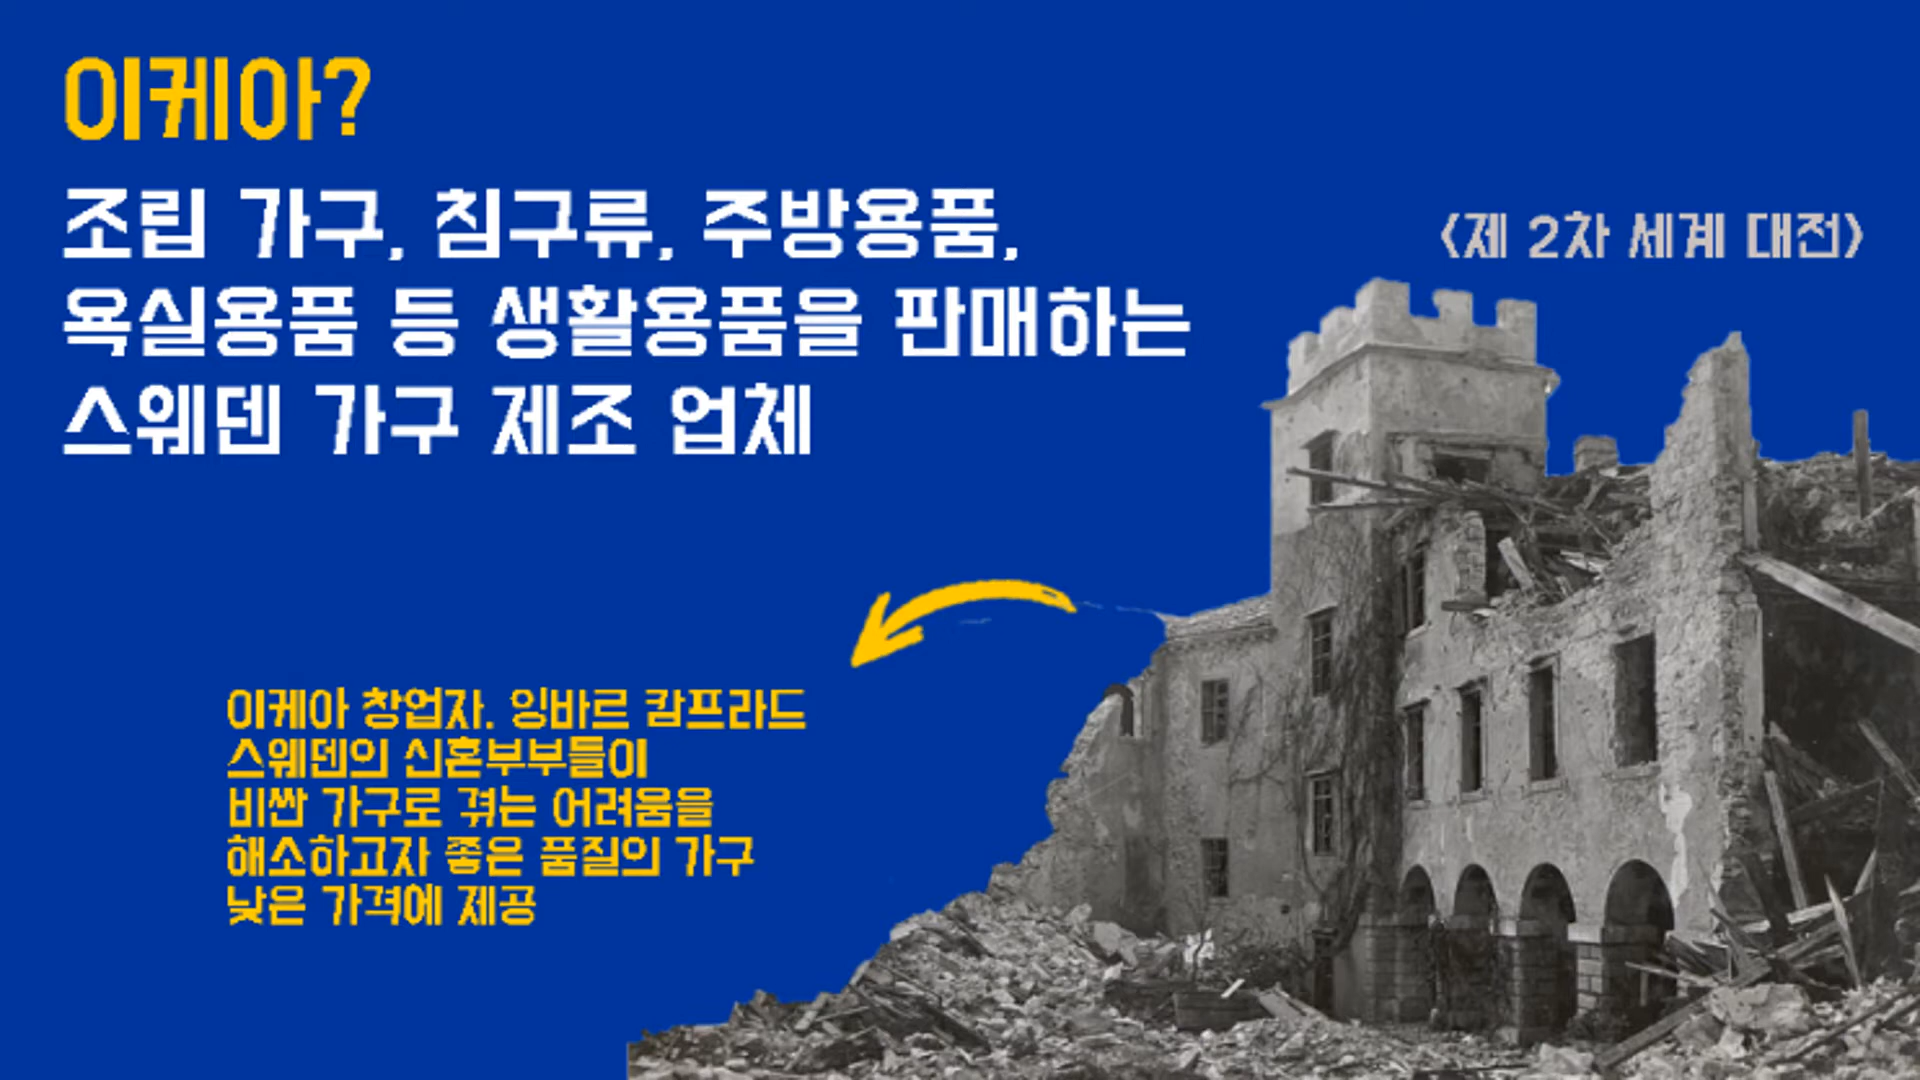 이케아?
조립 가구, 침구류, 주방용품,
욕실용품 등 생활용품을 판매하는
스웨덴 가구 제조 업체
<제 2차 세계 대전>
이케아 창업자. 잉바르 캄프라드
스웨덴의 신혼부부들이
비싼 가구로 겪는 어려움을
해소하고자 좋은 품질의 가구
낮은 가격에 제공